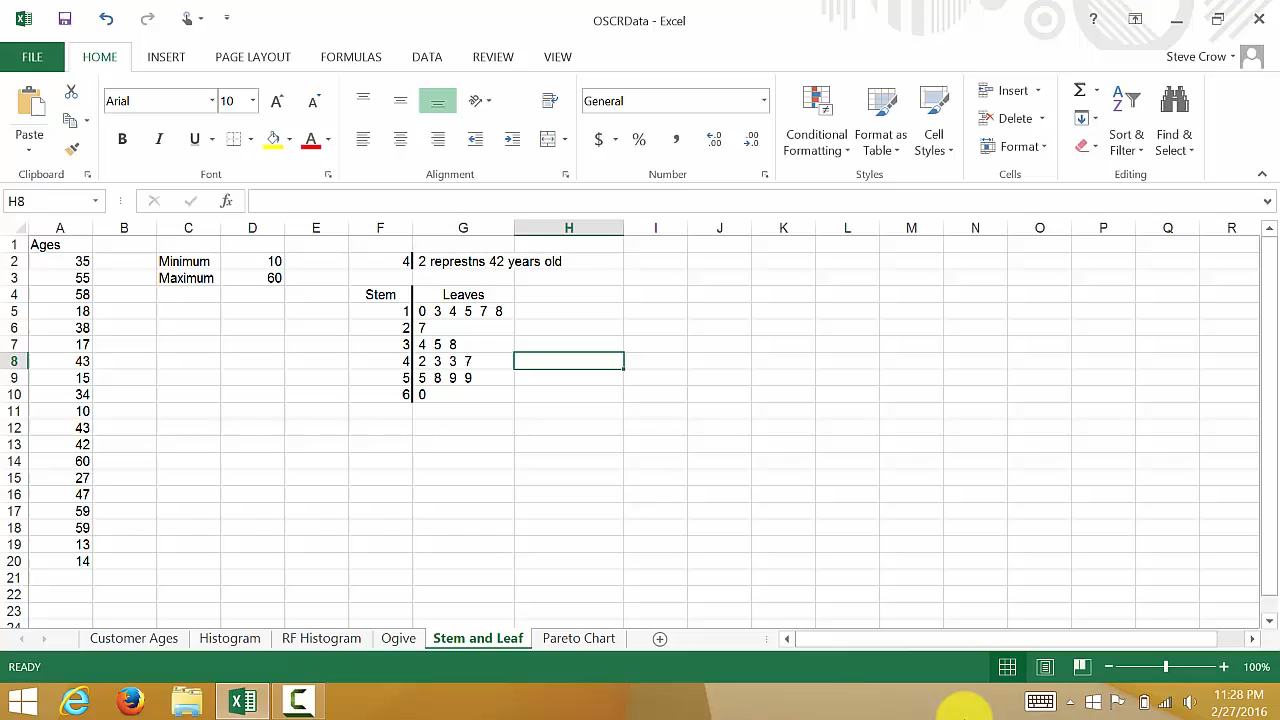 OSCRData - Excel
?
FILE HOME INSERT PAGE LAYOUT FORMULAS DATA REVIEW VIEW
Steve Crow
Arial 10 General
Paste
B I U A $ % ,
Conditional Formatting
Format as Table
Cell Styles
Insert
Delete
Format
Sort & Filter
Find & Select
Clipboard Font Alignment Number Styles Cells Editing
H8 fx
A B C D E F G H I J K L M N O P Q R
1 Ages
2 35 Minimum 10 4 2 represtns 42 years old
3 55 Maximum 60
4 58 Stem Leaves
5 18 1 0 3 4 5 7 8
6 38 2 7
7 17 3 4 5 8
8 43 4 2 3 3 7
9 15 5 5 8 9 9
10 34 6 0
11 10
12 43
13 42
14 60
15 27
16 47
17 59
18 59
19 13
20 14
21
22
23
24
Customer Ages Histogram RF Histogram Ogive Stem and Leaf Pareto Chart
READY 100%
11:28 PM
2/27/2016